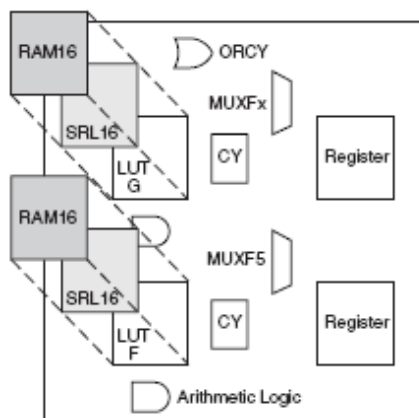 RAM16
ORCY
MUXFx
SRL16
LUT
G
CY
Register
RAM16
MUXF5
SRL16
LUT
F
CY
Register
Arithmetic Logic